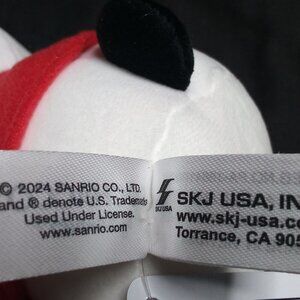 © 2024 SANRIO CO., LTD.
and ® denote U.S. Trademarks
Used Under License.
www.sanrio.com
SKJ USA
SKJ USA, IN
www.skj-usa.co
Torrance, CA 905